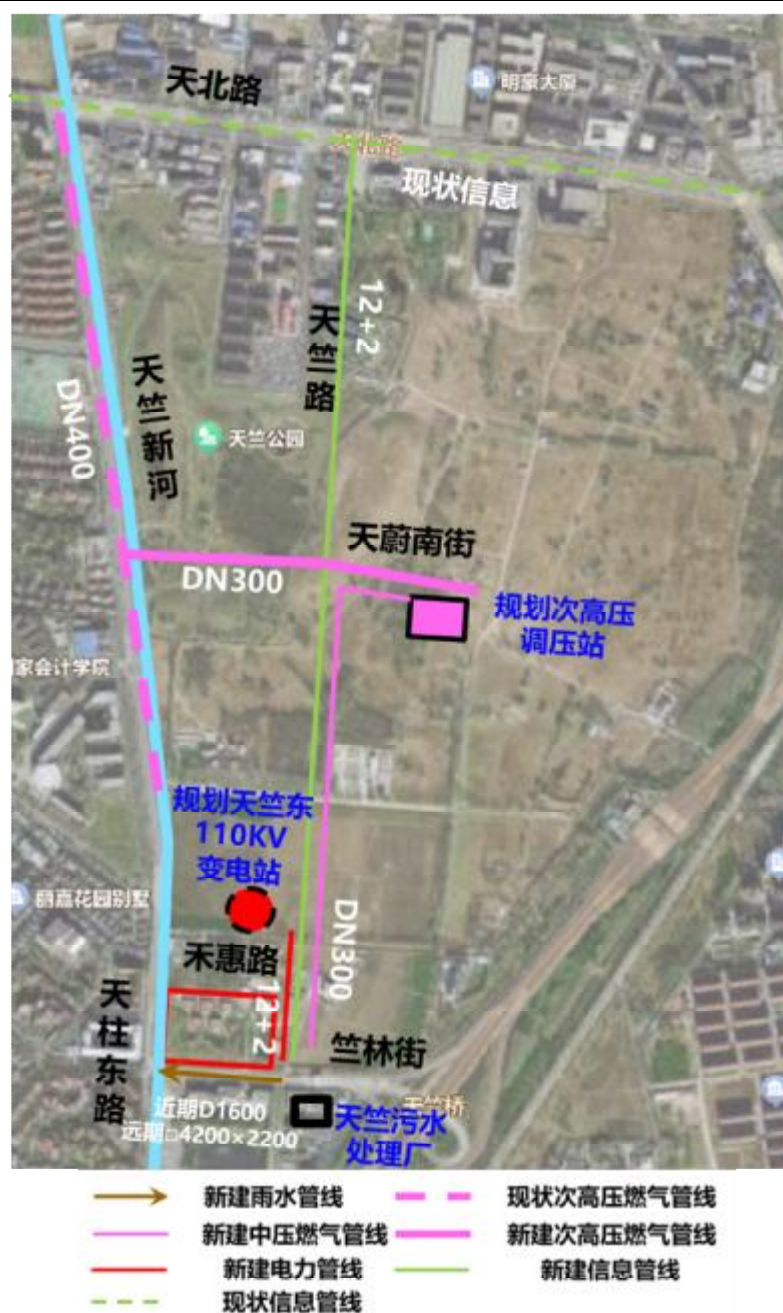 天北路
明豪大厦
天北路
现状信息
12+2
天竺路
天竺新河
DN400
天竺公园
天蔚南街
DN300
规划次高压
调压站
家会计学院
规划天竺东
110KV
变电站
丽嘉花园别墅
DN300
禾惠路
12+2
天柱东路
竺林街
近期D1600
远期□4200×2200
天竺桥
天竺污水
处理厂
新建雨水管线
现状次高压燃气管线
新建中压燃气管线
新建次高压燃气管线
新建电力管线
新建信息管线
现状信息管线